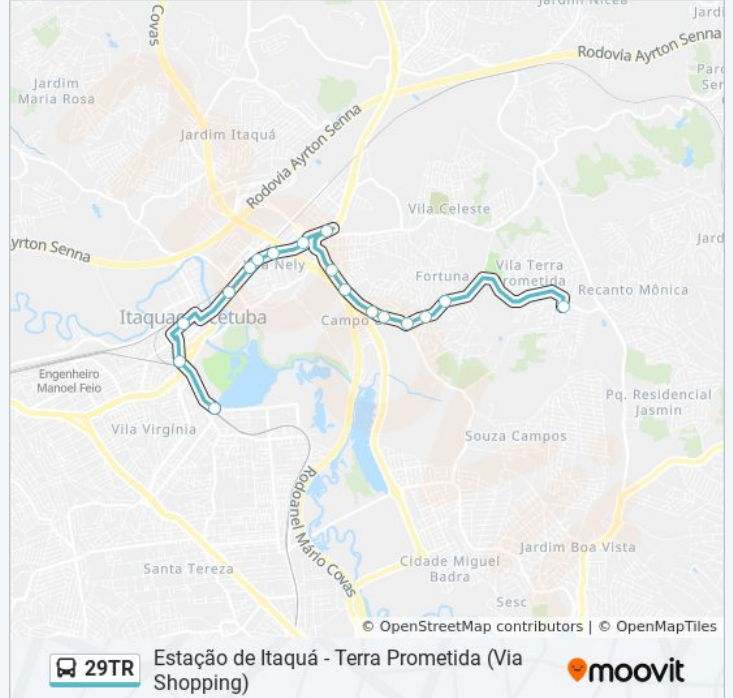 Jardim Nicéa
Jardi
Covas
Rodovia Ayrton Senna
Jardim
Maria Rosa
Parq
Ser
Jardim Itaquá
Rodovia Ayrton Senna
Vila Celeste
yrton Senna
Jard
Nely
Fortuna
Vila Terra
Prometida
Recanto Mônica
Itaquaquecetuba
Campo
Engenheiro
Manoel Feio
Pq. Residencial
Jasmin
Vila Virgínia
Souza Campos
Rodoanel Mário Covas
Jardim Boa Vista
Santa Tereza
Cidade Miguel
Badra
Sesc
© OpenStreetMap contributors | © OpenMapTiles
29TR
Estação de Itaquá - Terra Prometida (Via
Shopping)
moovit